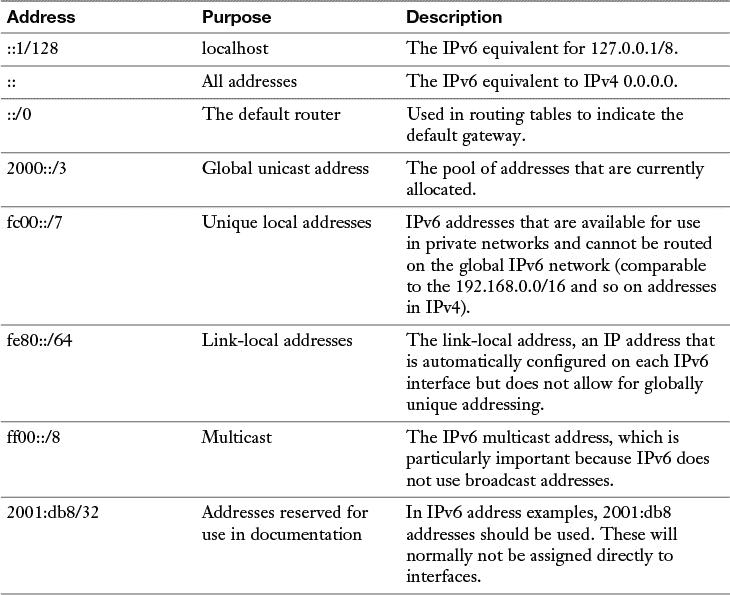 Address Purpose Description
::1/128 localhost The IPv6 equivalent for 127.0.0.1/8.
:: All addresses The IPv6 equivalent to IPv4 0.0.0.0.
::/0 The default router Used in routing tables to indicate the
default gateway.
2000::/3 Global unicast address The pool of addresses that are currently
allocated.
fc00::/7 Unique local addresses IPv6 addresses that are available for use
in private networks and cannot be routed
on the global IPv6 network (comparable
to the 192.168.0.0/16 and so on addresses
in IPv4).
fe80::/64 Link-local addresses The link-local address, an IP address that
is automatically configured on each IPv6
interface but does not allow for globally
unique addressing.
ff00::/8 Multicast The IPv6 multicast address, which is
particularly important because IPv6 does
not use broadcast addresses.
2001:db8/32 Addresses reserved for In IPv6 address examples, 2001:db8
use in documentation addresses should be used. These will
normally not be assigned directly to
interfaces.